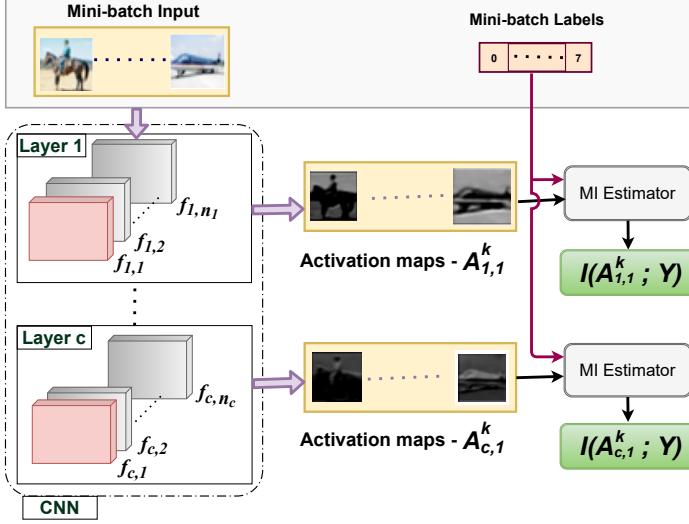 Mini-batch Input
Mini-batch Labels
0 ..... 7
Layer 1
f1,n1
f1,2
f1,1
Activation maps - A^k_1,1
MI Estimator
I(A^k_1,1 ; Y)
Layer c
fc,nc
fc,2
fc,1
Activation maps - A^k_c,1
MI Estimator
I(A^k_c,1 ; Y)
CNN